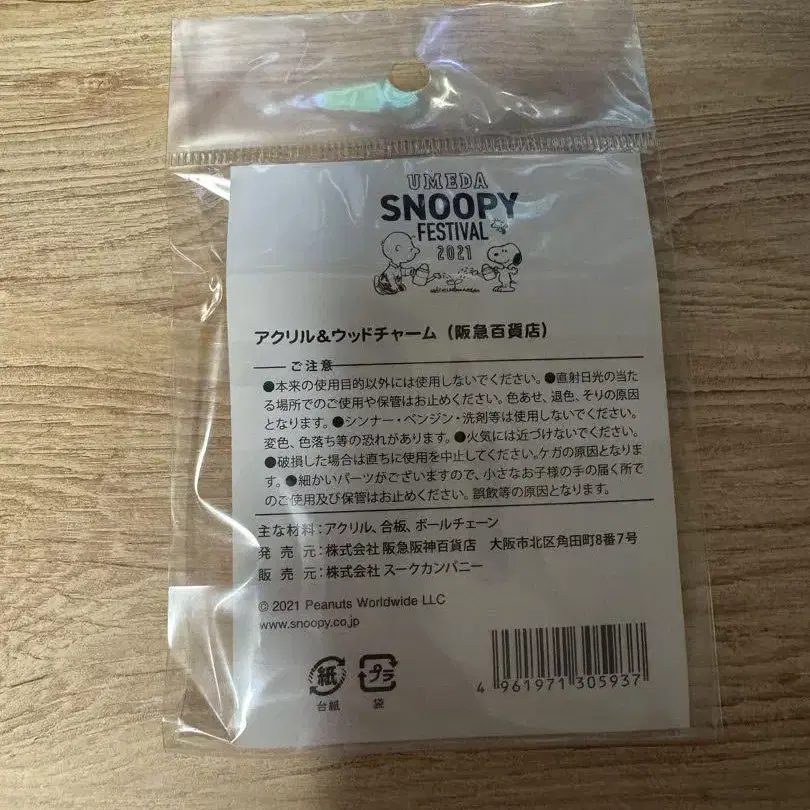 UMEDA
SNOOPY
FESTIVAL
2021
アクリル&ウッドチャーム（阪急百貨店）
ご注意
●本来の使用目的以外には使用しないでください。●直射日光の当た
る場所でのご使用や保管はお止めください。色あせ、退色、そりの原因
となります。●シンナー・ベンジン・洗剤等は使用しないでください。
変色、色落ち等の恐れがあります。●火気には近づけないでください。
●破損した場合は直ちに使用を中止してください。ケガの原因となりま
す。●細かいパーツがございますので、小さなお子様の手の届く所で
のご使用及び保管はお止めください。誤飲等の原因となります。
主な材料：アクリル、合板、ボールチェーン
発売元：株式会社 阪急阪神百貨店 大阪市北区角田町8番7号
販売元：株式会社 スークカンパニー
© 2021 Peanuts Worldwide LLC
www.snoopy.co.jp
紙
台紙
プラ
袋
4 961971 305937